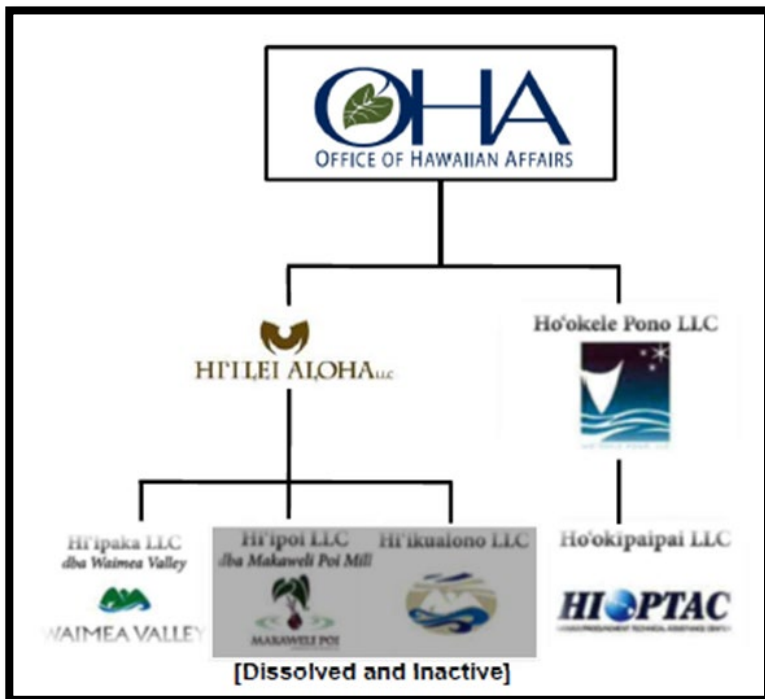 OHA
OFFICE OF HAWAIIAN AFFAIRS
Ho'okele Pono LLC
HI'ILEI ALOHA LLC
Hi'ipaka LLC
dba Waimea Valley
WAIMEA VALLEY
Hi'ipoi LLC
dba Makaweli Poi Mill
MAKAWELI POI
Hi'ikualono LLC
Ho'okipaipai LLC
HI PTAC
[Dissolved and Inactive]